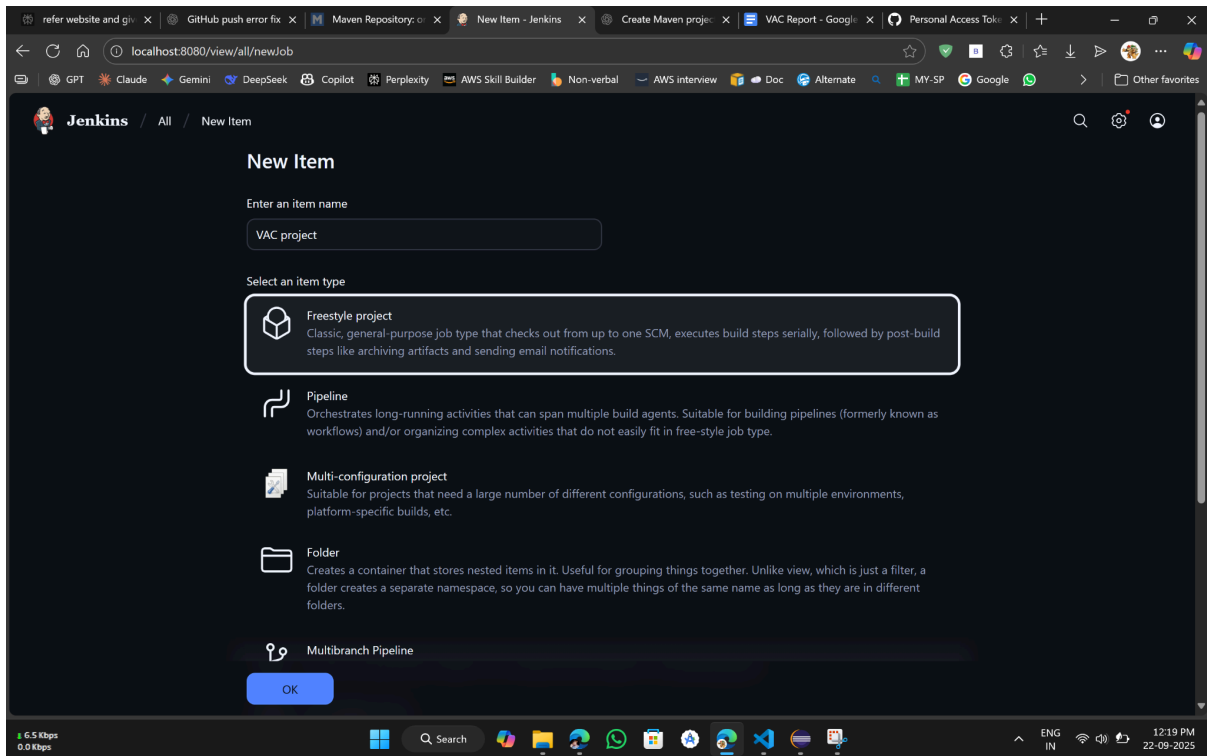 refer website and giv
GitHub push error fix
Maven Repository: o
New Item - Jenkins
Create Maven projec
VAC Report - Google
Personal Access Toke
localhost:8080/view/all/newJob
GPT
Claude
Gemini
DeepSeek
Copilot
Perplexity
AWS Skill Builder
Non-verbal
AWS interview
Doc
Alternate
MY-SP
Google
Other favorites
Jenkins / All / New Item
New Item
Enter an item name
VAC project
Select an item type
Freestyle project
Classic, general-purpose job type that checks out from up to one SCM, executes build steps serially, followed by post-build
steps like archiving artifacts and sending email notifications.
Pipeline
Orchestrates long-running activities that can span multiple build agents. Suitable for building pipelines (formerly known as
workflows) and/or organizing complex activities that do not easily fit in free-style job type.
Multi-configuration project
Suitable for projects that need a large number of different configurations, such as testing on multiple environments,
platform-specific builds, etc.
Folder
Creates a container that stores nested items in it. Useful for grouping things together. Unlike view, which is just a filter, a
folder creates a separate namespace, so you can have multiple things of the same name as long as they are in different
folders.
Multibranch Pipeline
OK
6.5 Kbps
0.0 Kbps
Search
ENG
IN
12:19 PM
22-09-2025